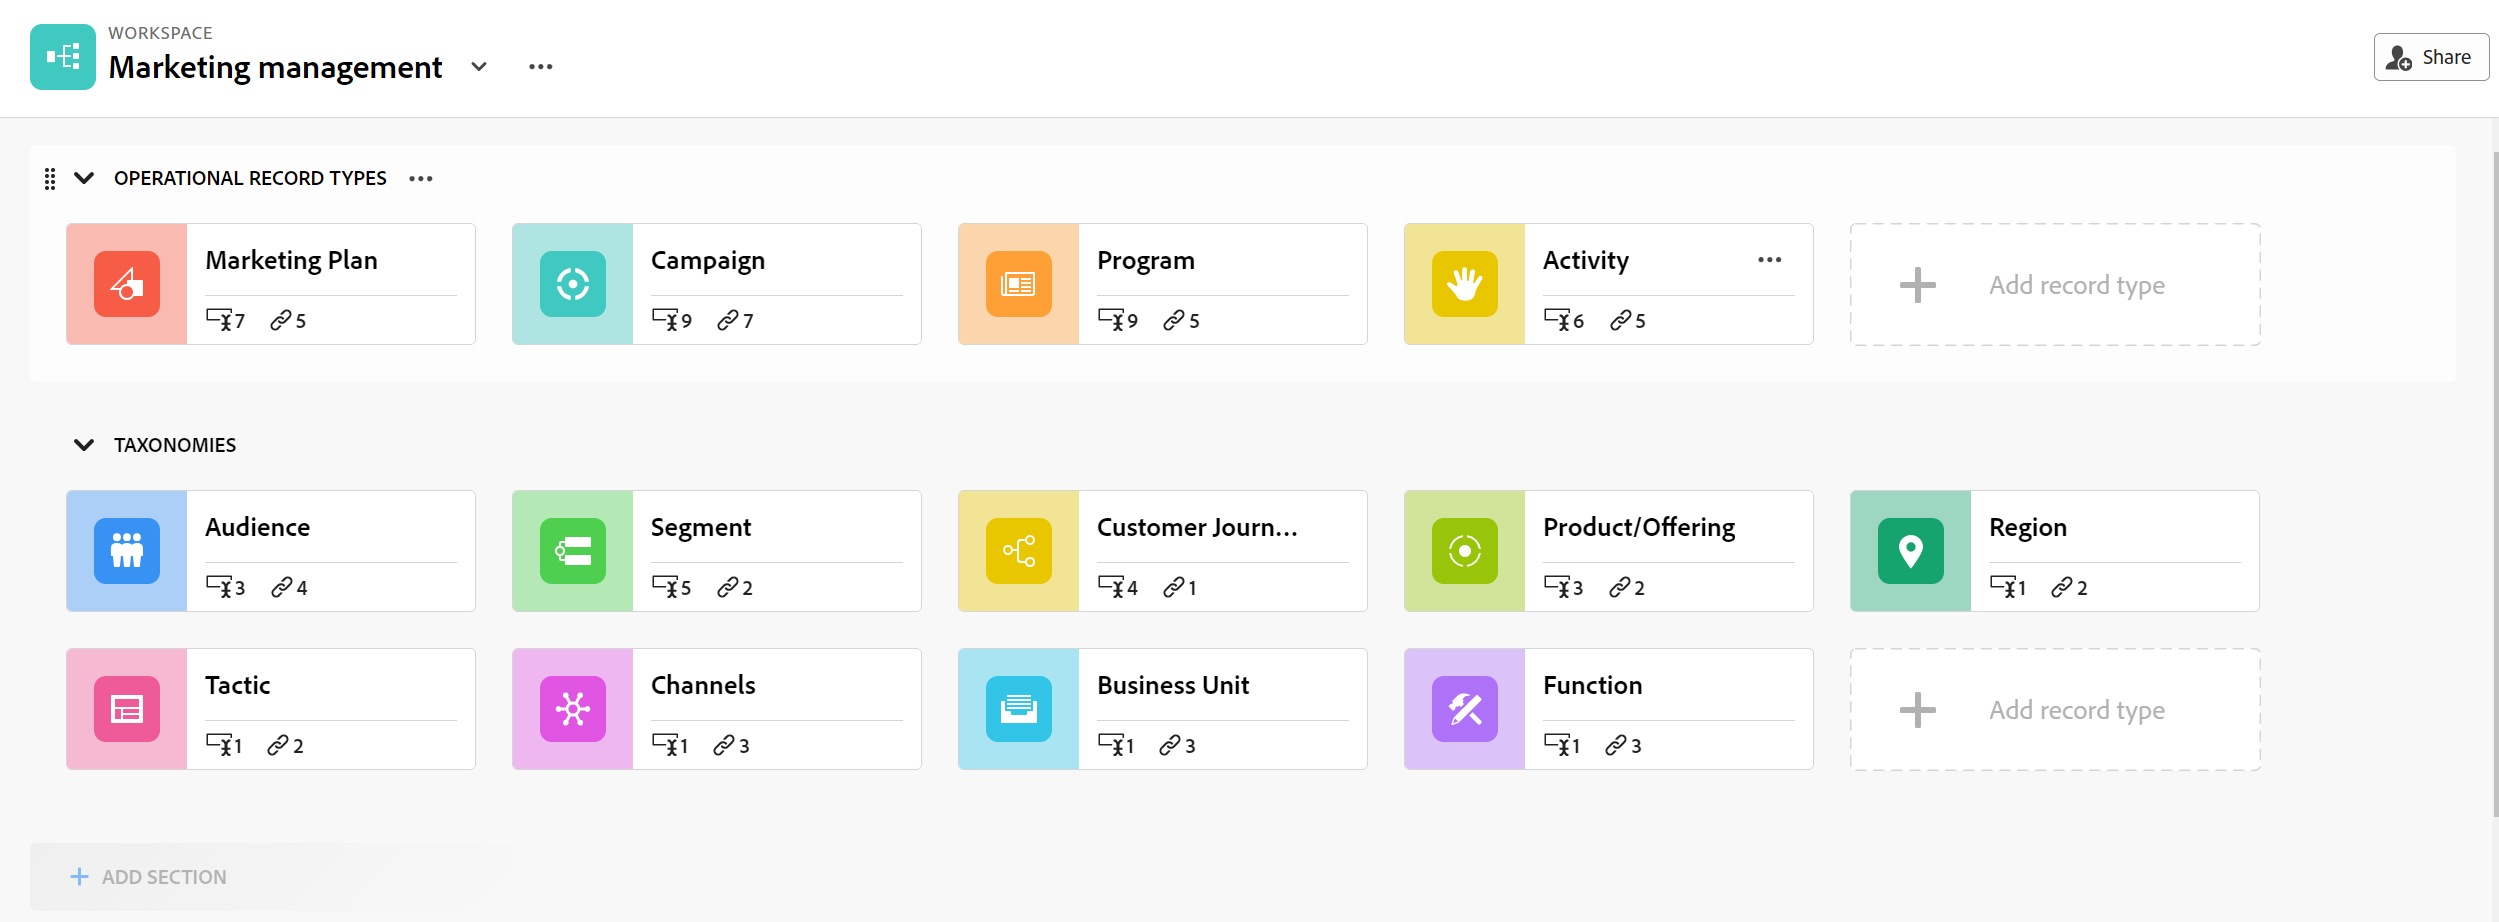 WORKSPACE
Marketing management
Share
OPERATIONAL RECORD TYPES
Marketing Plan
7 5
Campaign
9 7
Program
9 5
Activity
6 5
Add record type
TAXONOMIES
Audience
3 4
Segment
5 2
Customer Journ...
4 1
Product/Offering
3 2
Region
1 2
Tactic
1 2
Channels
1 3
Business Unit
1 3
Function
1 3
Add record type
ADD SECTION